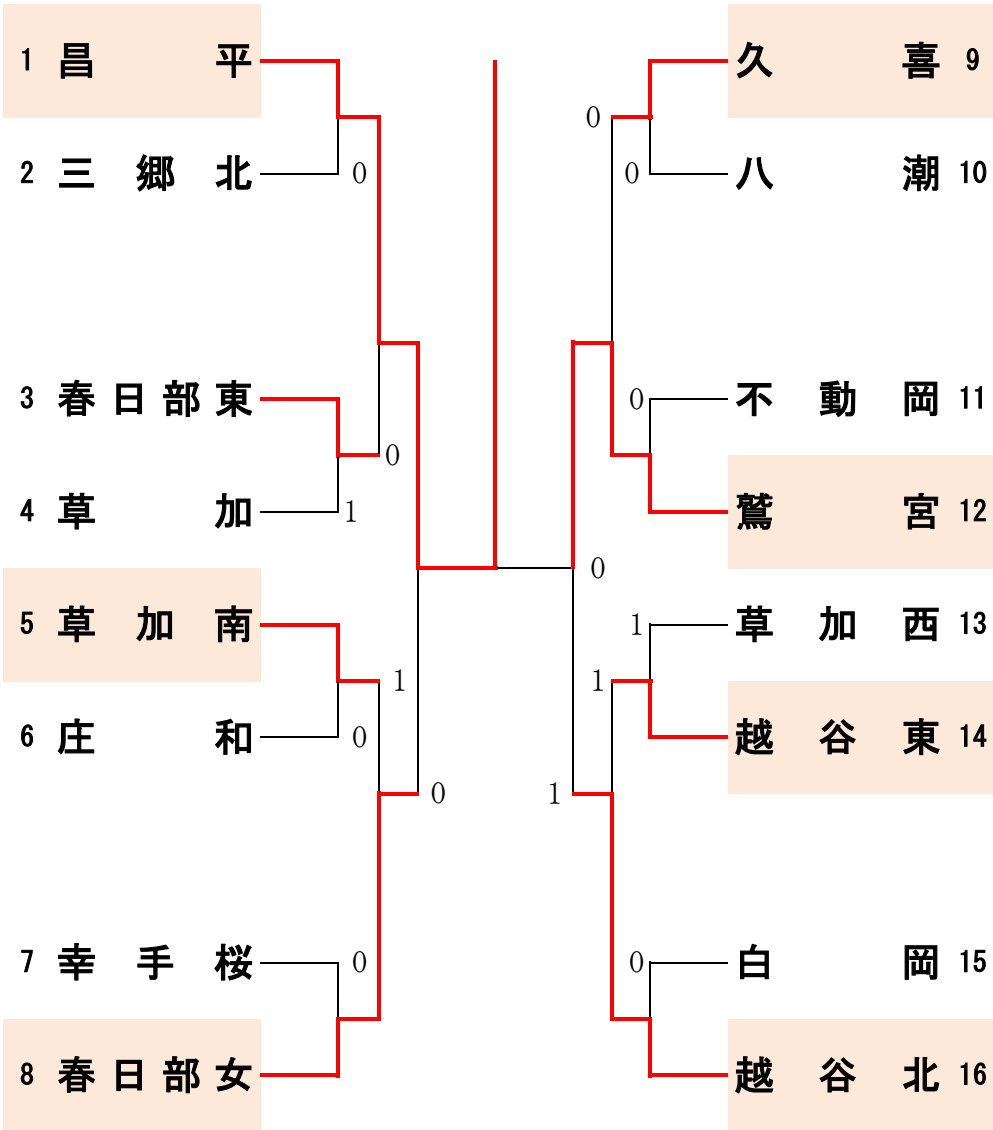 1 昌平
0
2 三郷北
3 春日部東
0
4 草加
1
5 草加南
1
6 庄和
0
0
7 幸手桜
0
8 春日部女
久喜 9
0
八潮 10
0
不動岡 11
0
鷲宮 12
0
草加西 13
1
1
越谷東 14
1
白岡 15
0
越谷北 16